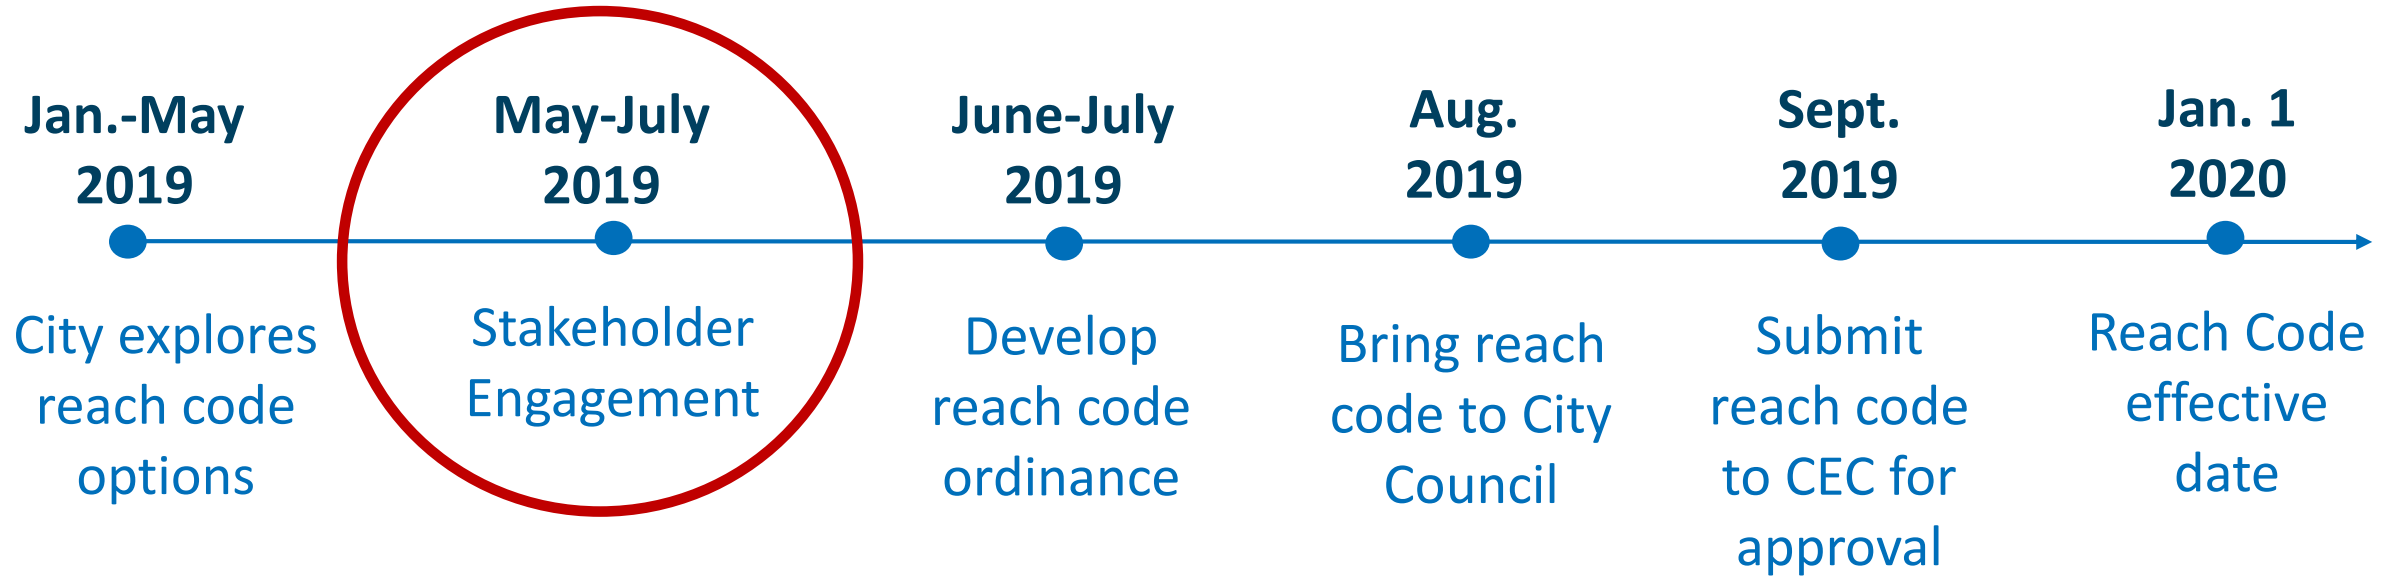 Jan.-May
2019
City explores
reach code
options
May-July
2019
Stakeholder
Engagement
June-July
2019
Develop
reach code
ordinance
Aug.
2019
Bring reach
code to City
Council
Sept.
2019
Submit
reach code
to CEC for
approval
Jan. 1
2020
Reach Code
effective
date